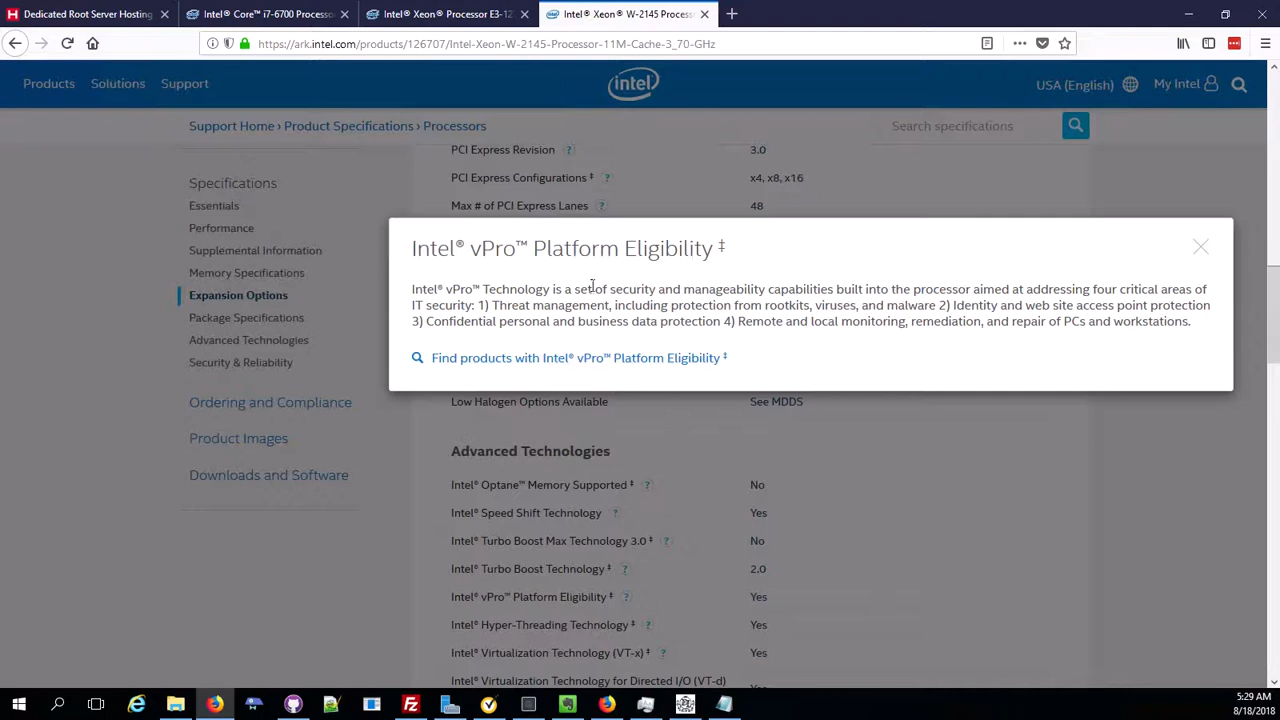 Dedicated Root Server Hosting
Intel® Core™ i7-6700 Processo
Intel® Xeon® Processor E3-12
Intel® Xeon® W-2145 Processo
https://ark.intel.com/products/126707/Intel-Xeon-W-2145-Processor-11M-Cache-3_70-GHz
Products Solutions Support
intel
USA (English)
My Intel
Support Home › Product Specifications › Processors
Search specifications
Specifications
Essentials
Performance
Supplemental Information
Memory Specifications
Expansion Options
Package Specifications
Advanced Technologies
Security & Reliability
Ordering and Compliance
Product Images
Downloads and Software
PCI Express Revision ? 3.0
PCI Express Configurations ‡ ? x4, x8, x16
Max # of PCI Express Lanes ? 48
Intel® vPro™ Platform Eligibility ‡
Intel® vPro™ Technology is a set of security and manageability capabilities built into the processor aimed at addressing four critical areas of
IT security: 1) Threat management, including protection from rootkits, viruses, and malware 2) Identity and web site access point protection
3) Confidential personal and business data protection 4) Remote and local monitoring, remediation, and repair of PCs and workstations.
Find products with Intel® vPro™ Platform Eligibility ‡
Low Halogen Options Available See MDDS
Advanced Technologies
Intel® Optane™ Memory Supported ‡ ? No
Intel® Speed Shift Technology ? Yes
Intel® Turbo Boost Max Technology 3.0 ‡ ? No
Intel® Turbo Boost Technology ‡ ? 2.0
Intel® vPro™ Platform Eligibility ‡ ? Yes
Intel® Hyper-Threading Technology ‡ ? Yes
Intel® Virtualization Technology (VT-x) ‡ ? Yes
Intel® Virtualization Technology for Directed I/O (VT-d) Yes
5:29 AM
8/18/2018